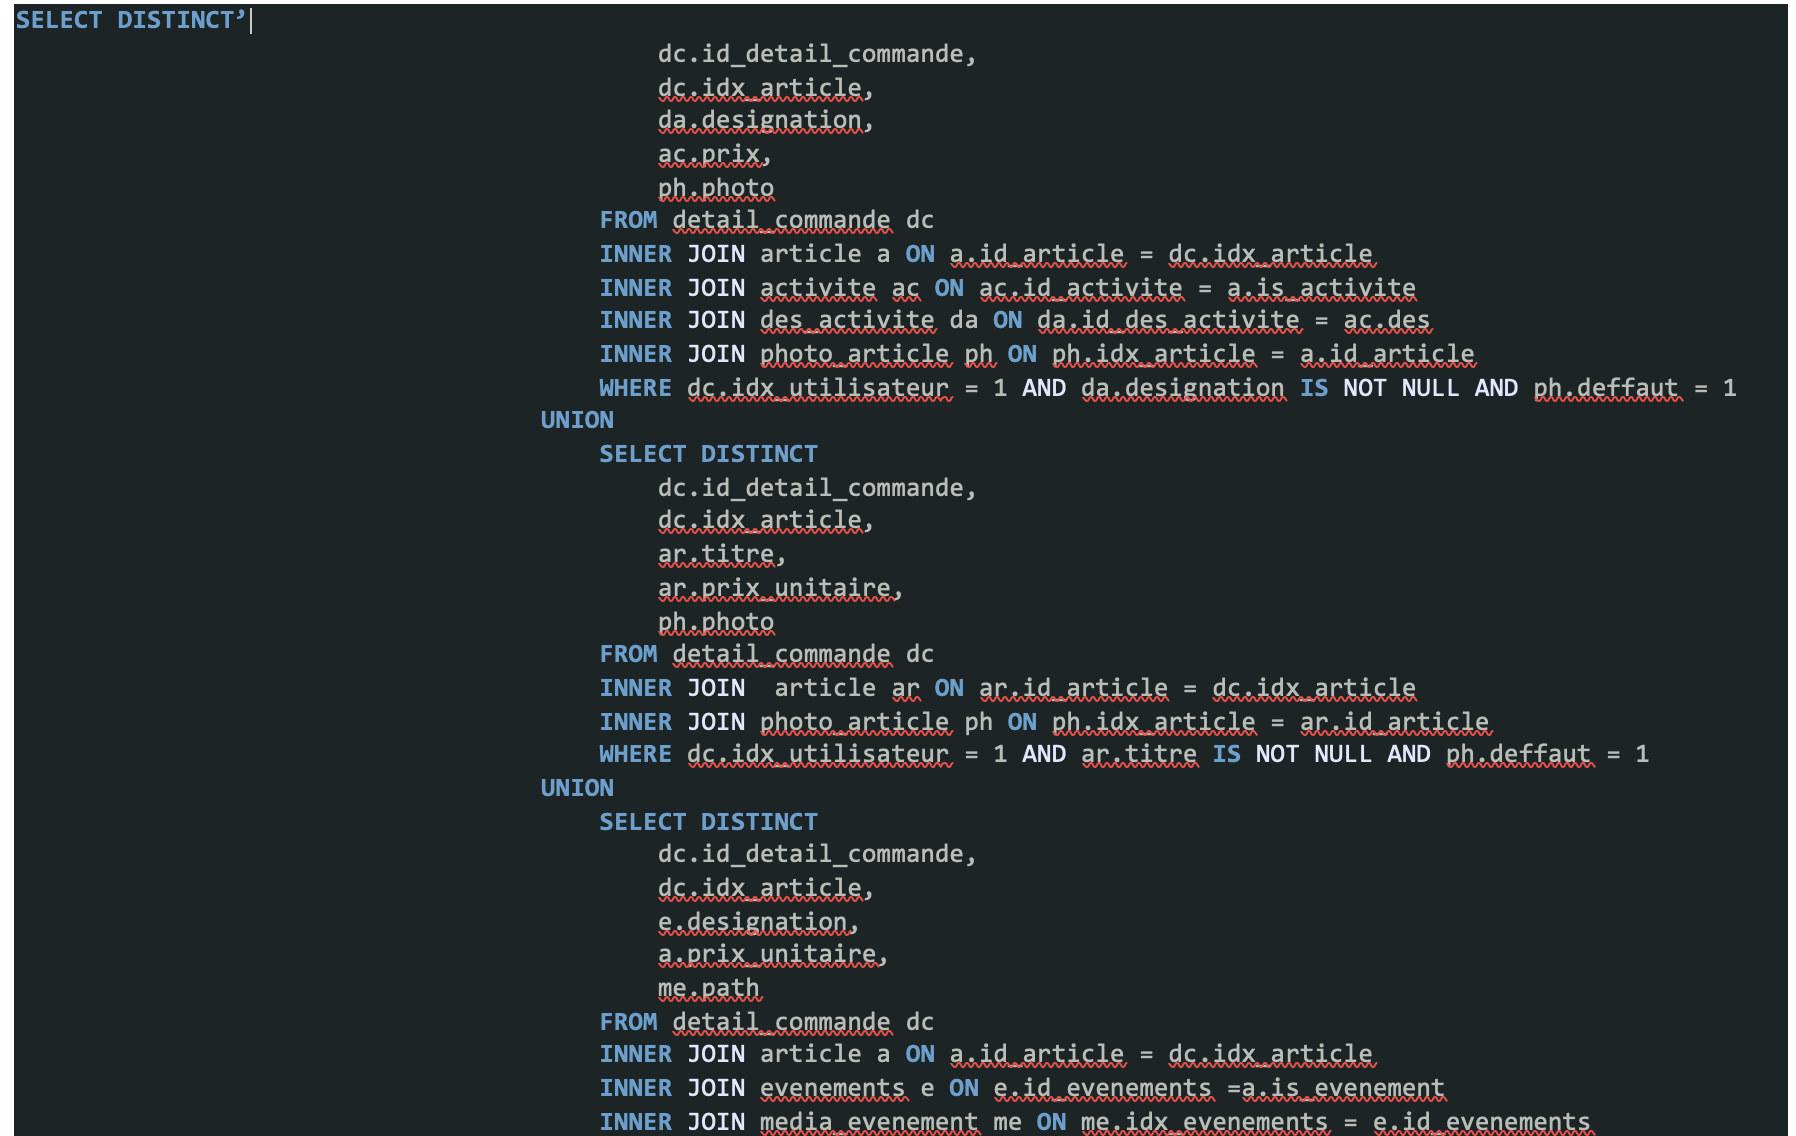 SELECT DISTINCT’
dc.id_detail_commande,
dc.idx_article,
da.designation,
ac.prix,
ph.photo
FROM detail_commande dc
INNER JOIN article a ON a.id_article = dc.idx_article
INNER JOIN activite ac ON ac.id_activite = a.is_activite
INNER JOIN des_activite da ON da.id_des_activite = ac.des
INNER JOIN photo_article ph ON ph.idx_article = a.id_article
WHERE dc.idx_utilisateur = 1 AND da.designation IS NOT NULL AND ph.deffaut = 1
UNION
SELECT DISTINCT
dc.id_detail_commande,
dc.idx_article,
ar.titre,
ar.prix_unitaire,
ph.photo
FROM detail_commande dc
INNER JOIN  article ar ON ar.id_article = dc.idx_article
INNER JOIN photo_article ph ON ph.idx_article = ar.id_article
WHERE dc.idx_utilisateur = 1 AND ar.titre IS NOT NULL AND ph.deffaut = 1
UNION
SELECT DISTINCT
dc.id_detail_commande,
dc.idx_article,
e.designation,
a.prix_unitaire,
me.path
FROM detail_commande dc
INNER JOIN article a ON a.id_article = dc.idx_article
INNER JOIN evenements e ON e.id_evenements =a.is_evenement
INNER JOIN media_evenement me ON me.idx_evenements = e.id_evenements